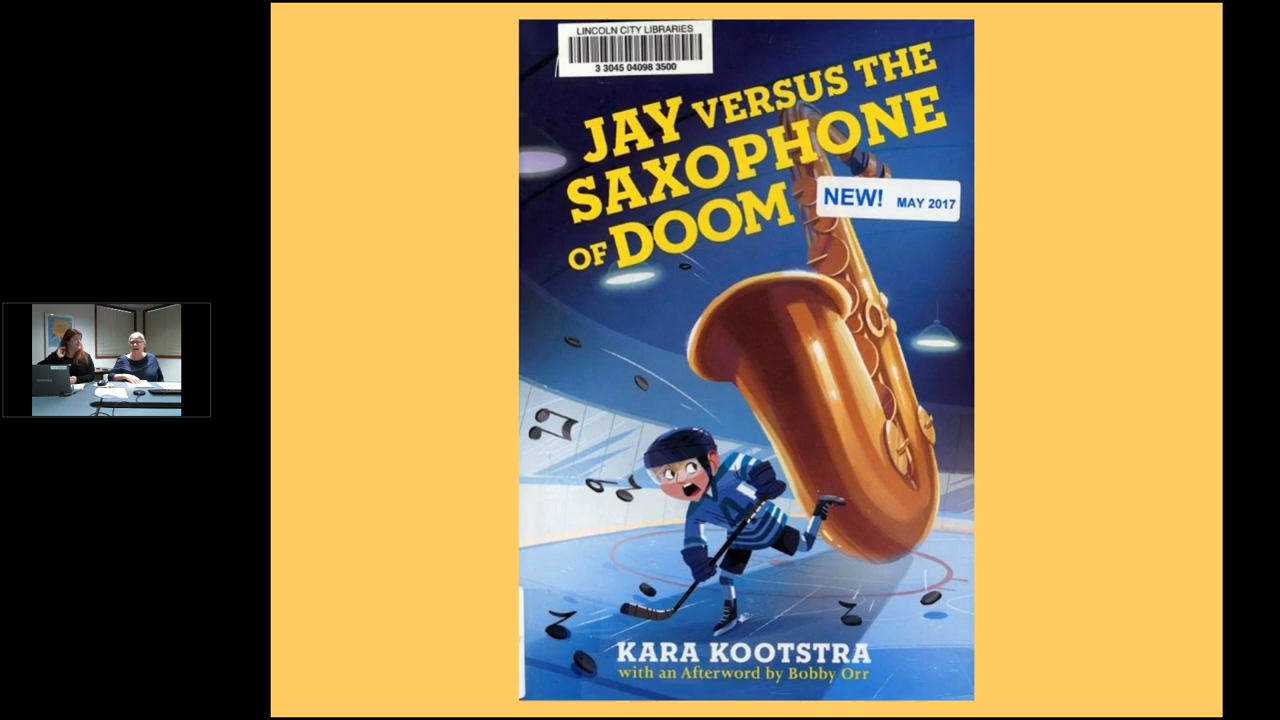 LINCOLN CITY LIBRARIES
3 3045 04098 3500
JAY VERSUS THE
SAXOPHONE
OF DOOM
NEW! MAY 2017
KARA KOOTSTRA
with an Afterword by Bobby Orr